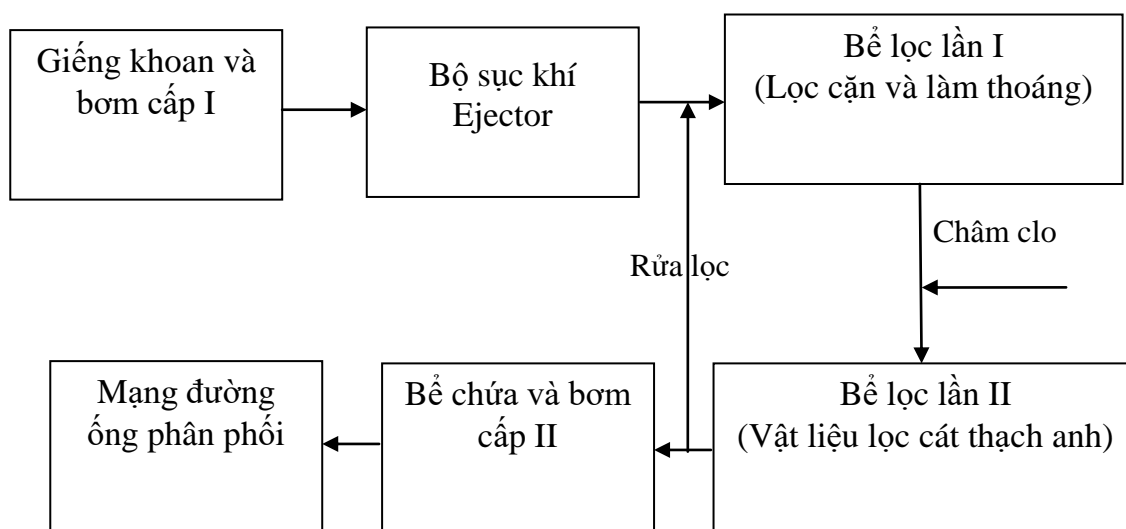 Giếng khoan và
bơm cấp I
Bộ sục khí
Ejector
Bể lọc lần I
(Lọc cặn và làm thoáng)
Châm clo
Rửa lọc
Bể lọc lần II
(Vật liệu lọc cát thạch anh)
Bể chứa và bơm
cấp II
Mạng đường
ống phân phối